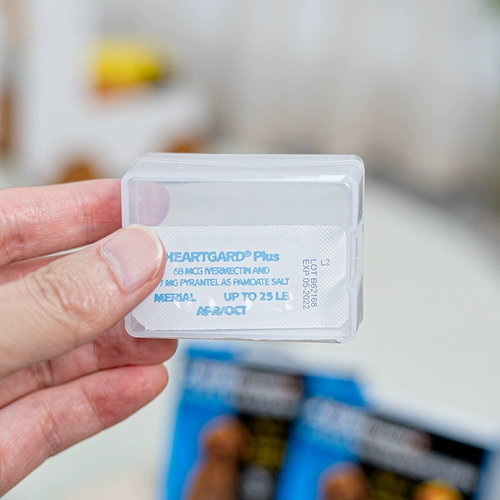 HEARTGARD® Plus
68 MCG IVERMECTIN AND
MG PYRANTEL AS PAMOATE SALT
MERIAL UP TO 25 LB
L2
LOT B62168
EXP 05-2022